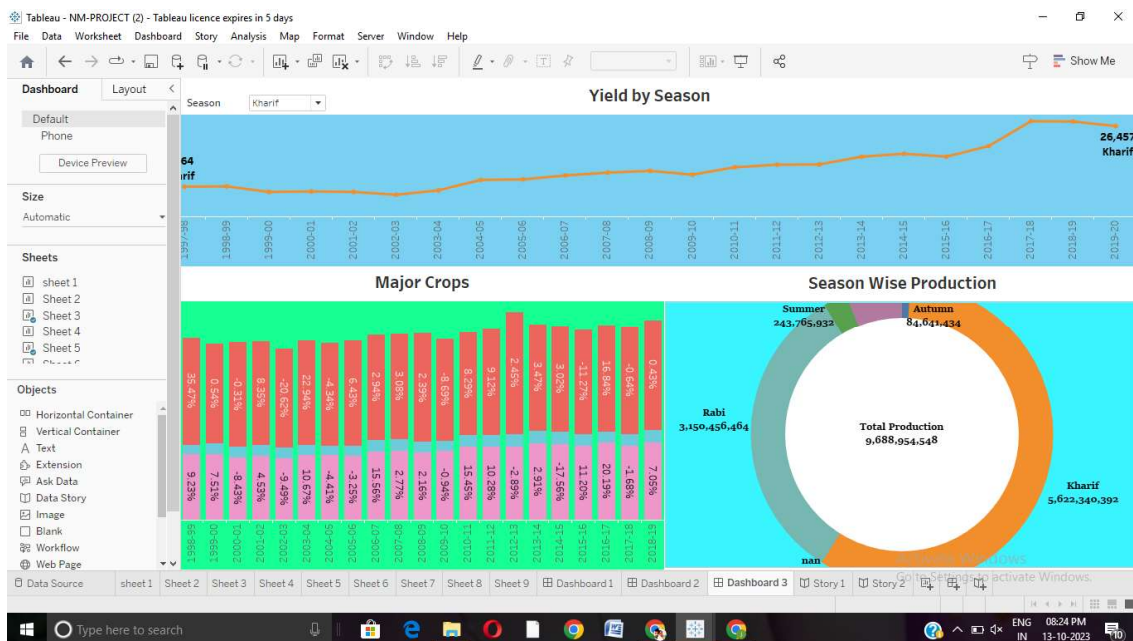 Tableau - NM-PROJECT (2) - Tableau licence expires in 5 days
File Data Worksheet Dashboard Story Analysis Map Format Server Window Help
Show Me
Dashboard Layout
Default
Phone
Device Preview
Size
Automatic
Sheets
sheet 1
Sheet 2
Sheet 3
Sheet 4
Sheet 5
Objects
Horizontal Container
Vertical Container
Text
Extension
Ask Data
Data Story
Image
Blank
Workflow
Web Page
Season Kharif
Yield by Season
64
rif
26,457
Kharif
1997-98 1998-99 1999-00 2000-01 2001-02 2002-03 2003-04 2004-05 2005-06 2006-07 2007-08 2008-09 2009-10 2010-11 2011-12 2012-13 2013-14 2014-15 2015-16 2016-17 2017-18 2018-19 2019-20
Major Crops
35.47% 0.54% -0.31% 8.35% -20.62% 22.94% -4.34% 6.43% 2.94% 3.08% 2.39% -8.69% 8.29% 9.12% 2.45% 3.47% 3.02% -11.27% 16.84% -0.64% 0.43%
9.23% 7.51% -8.43% 4.53% -9.49% 10.67% -4.41% -3.25% 15.56% 2.77% 2.16% -0.94% 15.45% 10.28% -2.89% 2.91% -17.56% 11.20% 20.19% -1.68% 7.05%
1998-99 1999-00 2000-01 2001-02 2002-03 2003-04 2004-05 2005-06 2006-07 2007-08 2008-09 2009-10 2010-11 2011-12 2012-13 2013-14 2014-15 2015-16 2016-17 2017-18 2018-19
Season Wise Production
Summer
243,765,932
Autumn
84,641,434
Rabi
3,150,456,464
Total Production
9,688,954,548
Kharif
5,622,340,392
nan
Go to Settings to activate Windows.
Data Source sheet 1 Sheet 2 Sheet 3 Sheet 4 Sheet 5 Sheet 6 Sheet 7 Sheet 8 Sheet 9 Dashboard 1 Dashboard 2 Dashboard 3 Story 1 Story 2
Type here to search
ENG
IN
08:24 PM
13-10-2023